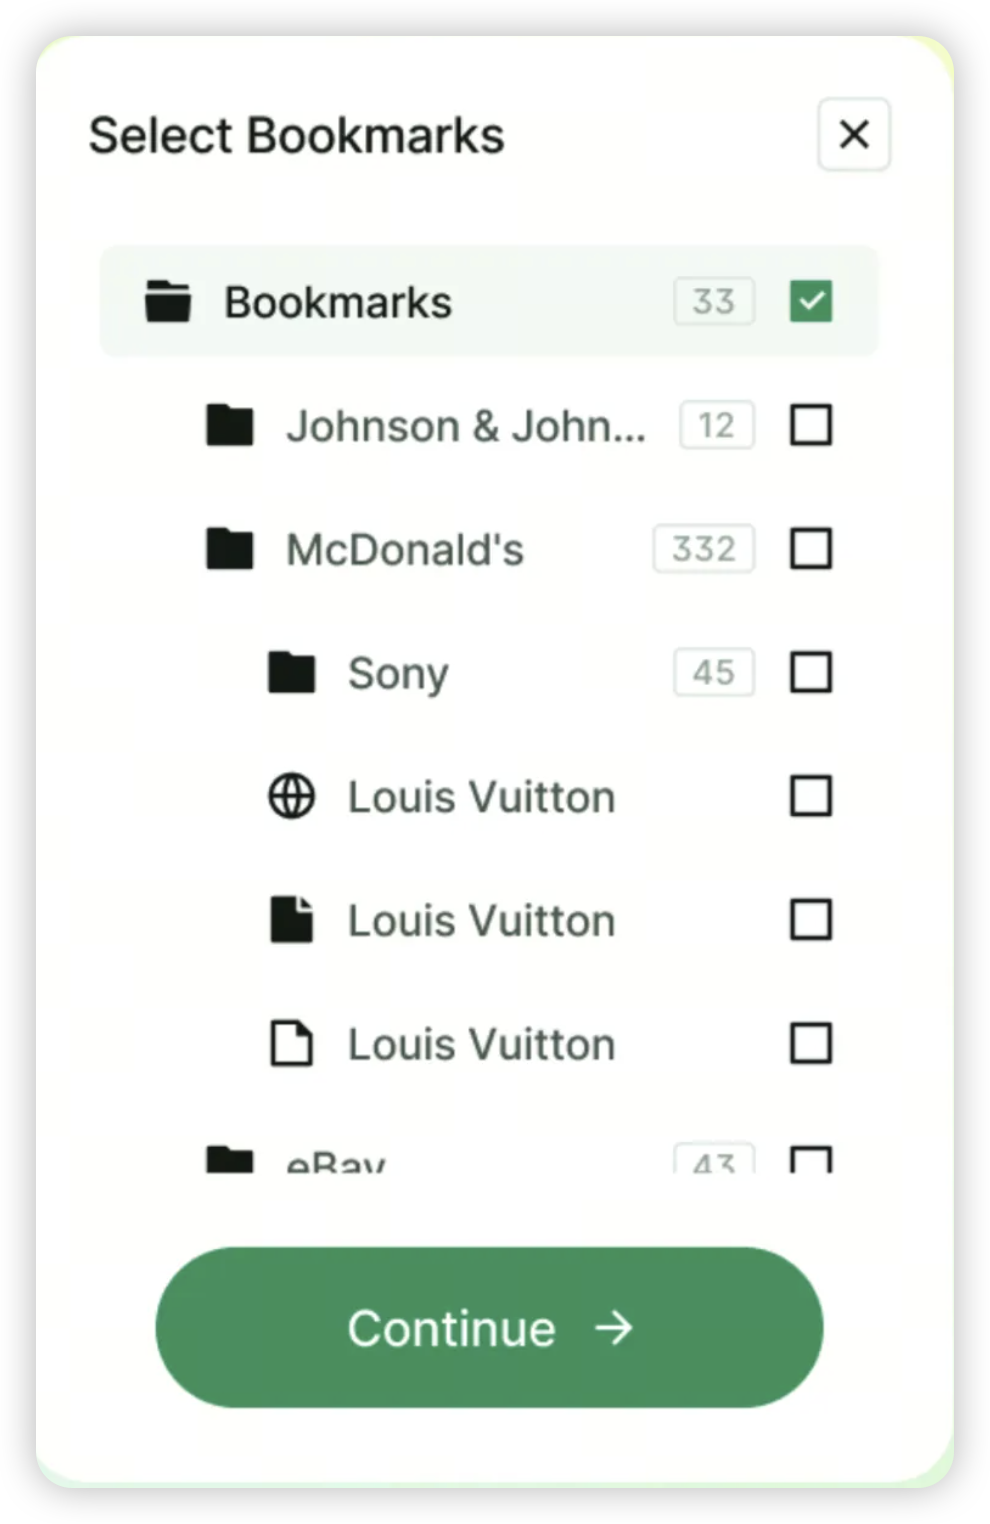 Select Bookmarks
Bookmarks 33
Johnson & John... 12
McDonald's 332
Sony 45
Louis Vuitton
Louis Vuitton
Louis Vuitton
eBay 43
Continue →